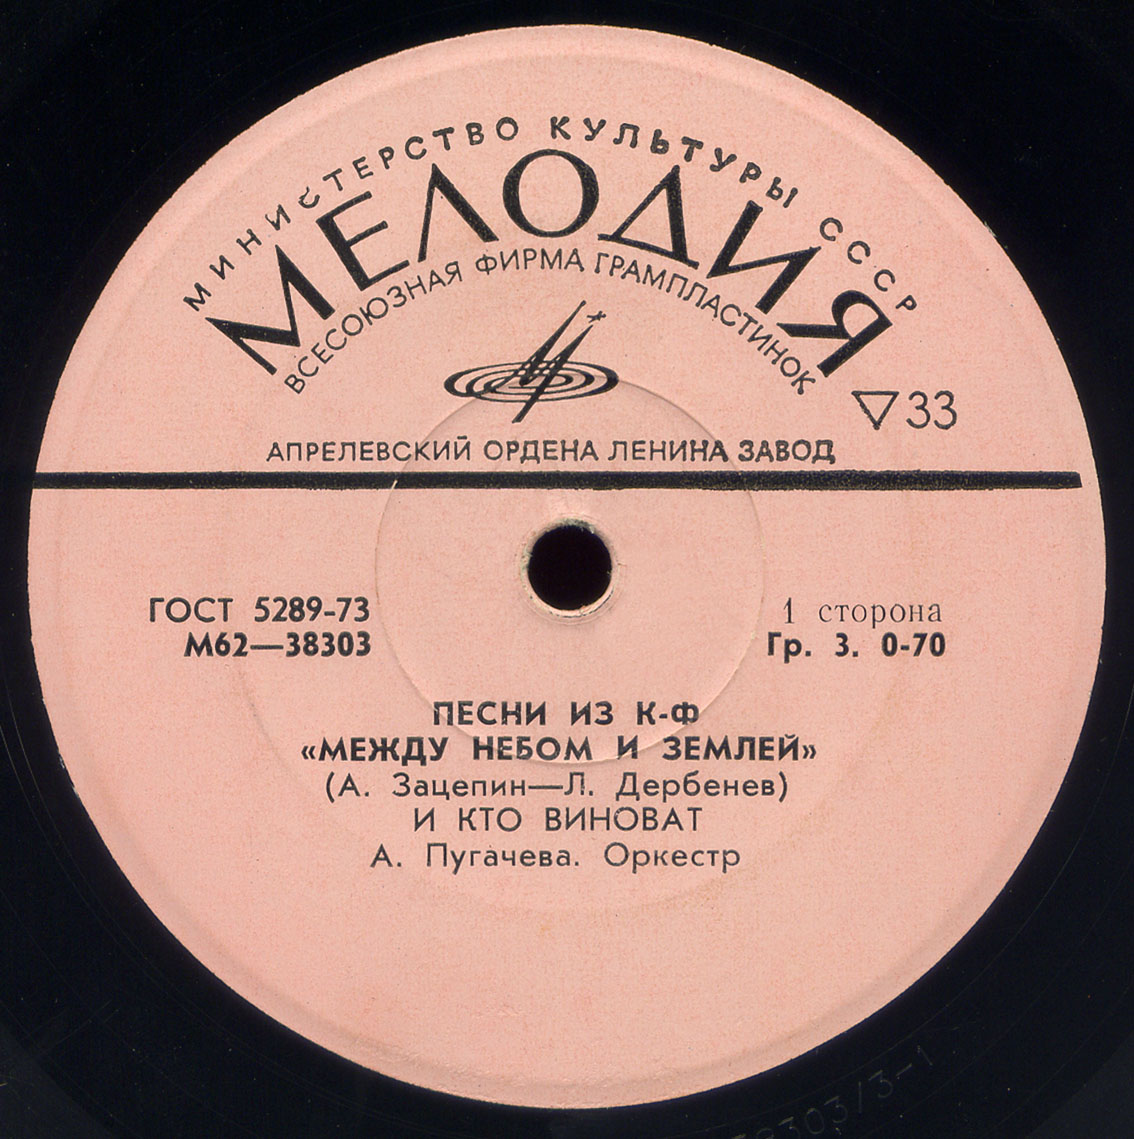 МИНИСТЕРСТВО КУЛЬТУРЫ СССР
МЕЛОДИЯ
ВСЕСОЮЗНАЯ ФИРМА ГРАМПЛАСТИНОК
33
АПРЕЛЕВСКИЙ ОРДЕНА ЛЕНИНА ЗАВОД
ГОСТ 5289-73
М62—38303
1 сторона
Гр. 3. 0-70
ПЕСНИ ИЗ К-Ф
«МЕЖДУ НЕБОМ И ЗЕМЛЕЙ»
(А. Зацепин—Л. Дербенев)
И КТО ВИНОВАТ
А. Пугачева. Оркестр